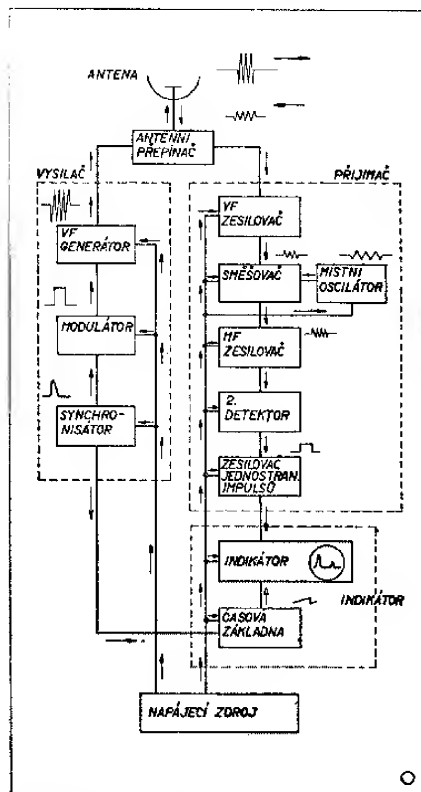 ANTENA
ANTENNÍ
PŘEPÍNAČ
VYSILAČ
PŘIJIMAČ
VF
GENERÁTOR
MODULÁTOR
SYNCHRO-
NISÁTOR
VF
ZESILOVAČ
SMĚŠOVAČ
MÍSTNÍ
OSCILÁTOR
MF
ZESILOVAČ
2.
DETEKTOR
ZESILOVAČ
JEDNOSTRAN.
IMPULSŮ
INDIKÁTOR
INDIKÁTOR
ČASOVÁ
ZÁKLADNA
NAPÁJECÍ ZDROJ